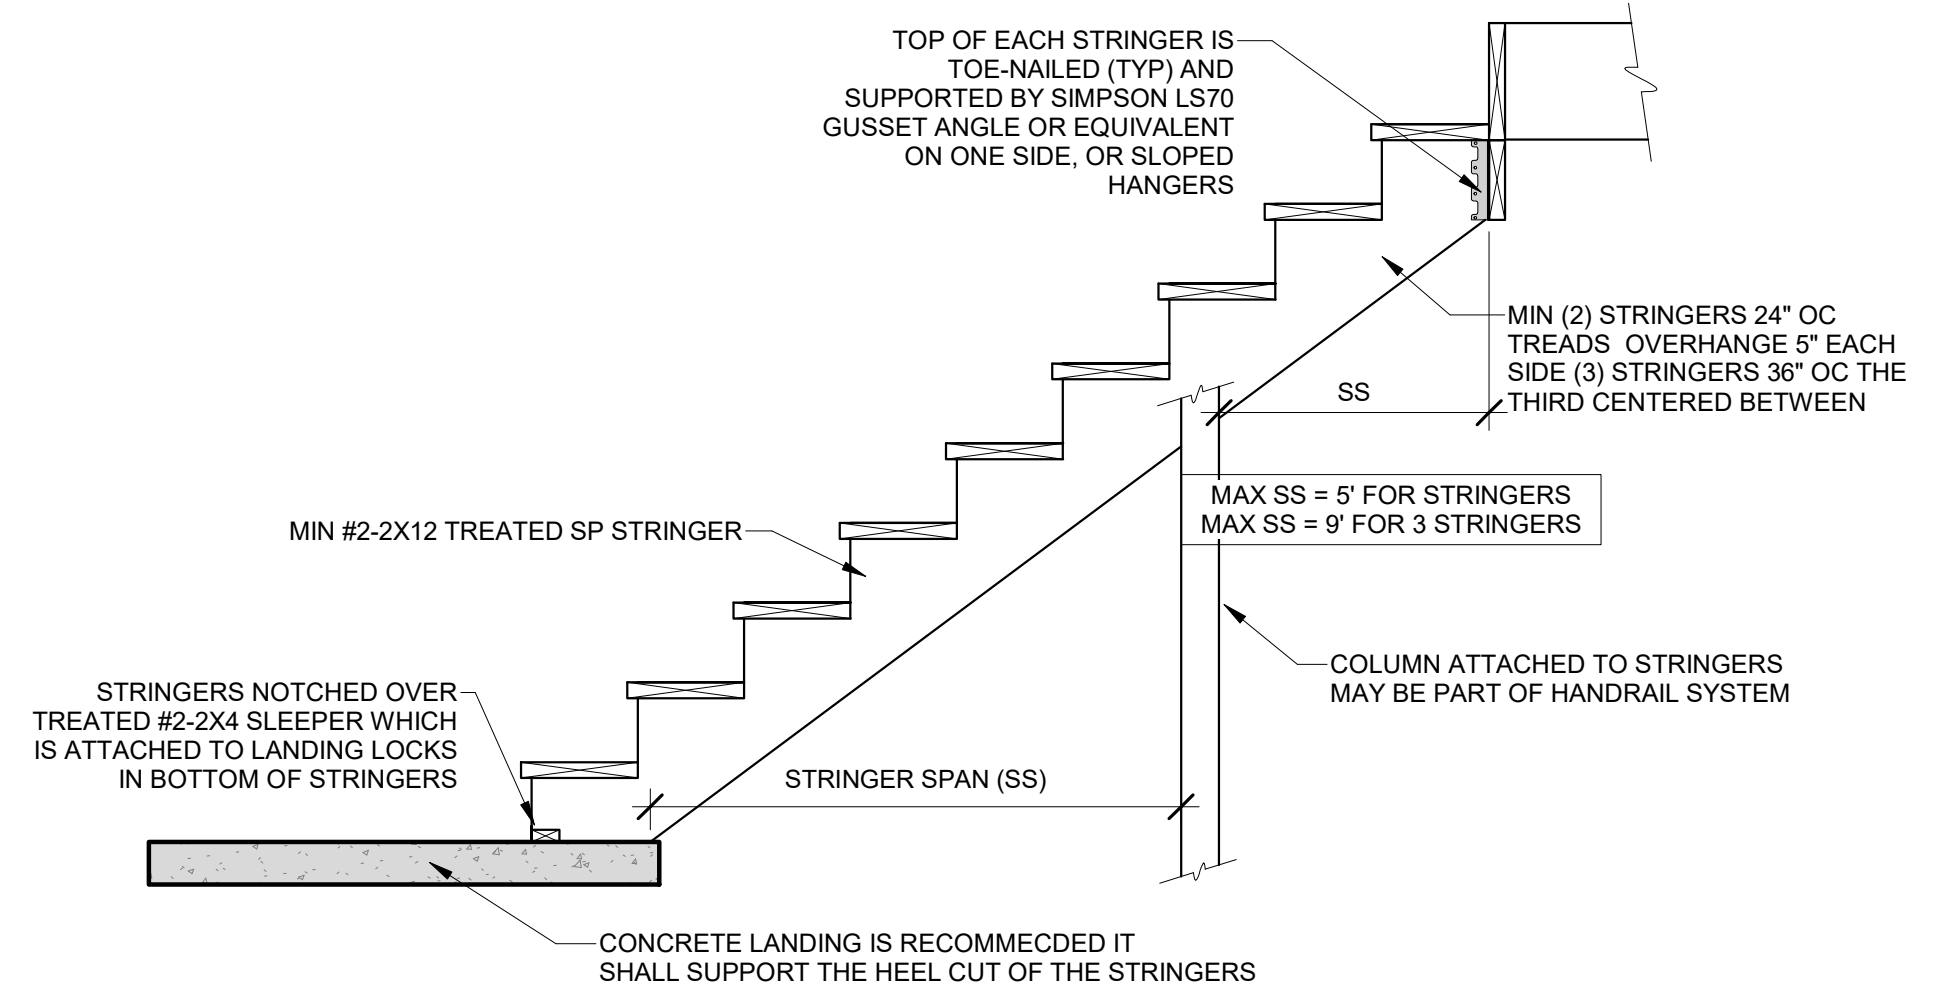 TOP OF EACH STRINGER IS
TOE-NAILED (TYP) AND
SUPPORTED BY SIMPSON LS70
GUSSET ANGLE OR EQUIVALENT
ON ONE SIDE, OR SLOPED
HANGERS
MIN (2) STRINGERS 24" OC
TREADS OVERHANGE 5" EACH
SIDE (3) STRINGERS 36" OC THE
THIRD CENTERED BETWEEN
SS
MAX SS = 5' FOR STRINGERS
MAX SS = 9' FOR 3 STRINGERS
MIN #2-2X12 TREATED SP STRINGER
COLUMN ATTACHED TO STRINGERS
MAY BE PART OF HANDRAIL SYSTEM
STRINGERS NOTCHED OVER
TREATED #2-2X4 SLEEPER WHICH
IS ATTACHED TO LANDING LOCKS
IN BOTTOM OF STRINGERS
STRINGER SPAN (SS)
CONCRETE LANDING IS RECOMMECDED IT
SHALL SUPPORT THE HEEL CUT OF THE STRINGERS